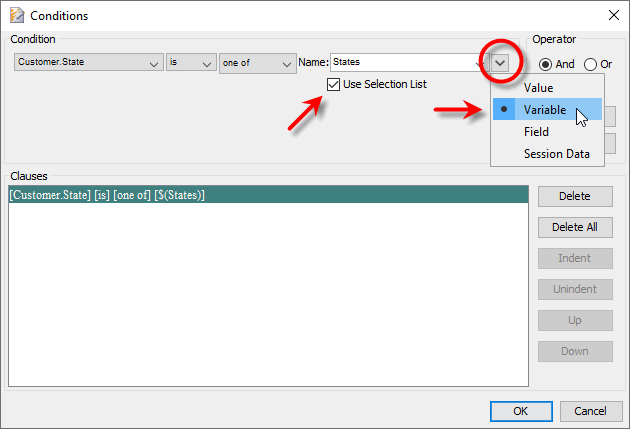 Conditions
Condition
Operator
Customer.State is one of Name: States
And Or
Use Selection List
Value
Variable
Field
Session Data
Clauses
[Customer.State] [is] [one of] [$(States)]
Delete
Delete All
Indent
Unindent
Up
Down
OK Cancel